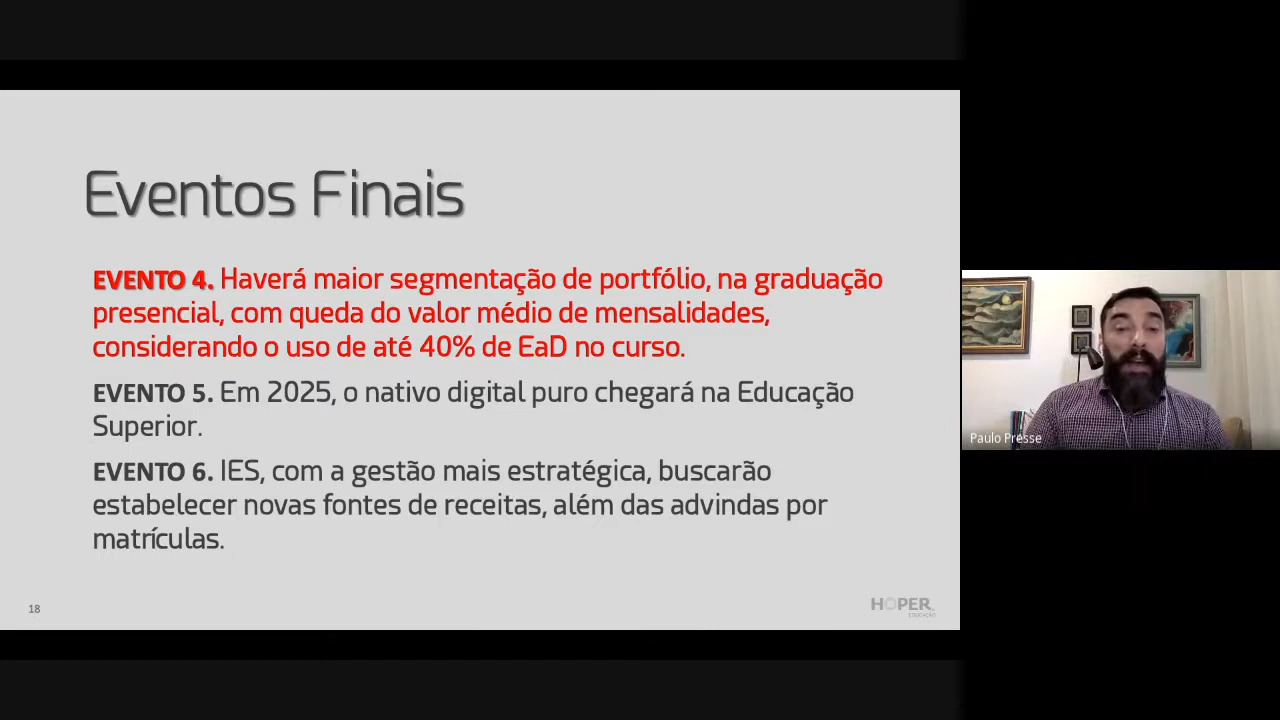 Eventos Finais
EVENTO 4. Haverá maior segmentação de portfólio, na graduação
presencial, com queda do valor médio de mensalidades,
considerando o uso de até 40% de EaD no curso.
EVENTO 5. Em 2025, o nativo digital puro chegará na Educação
Superior.
EVENTO 6. IES, com a gestão mais estratégica, buscarão
estabelecer novas fontes de receitas, além das advindas por
matrículas.
18
HOPER
EDUCAÇÃO
Paulo Presse